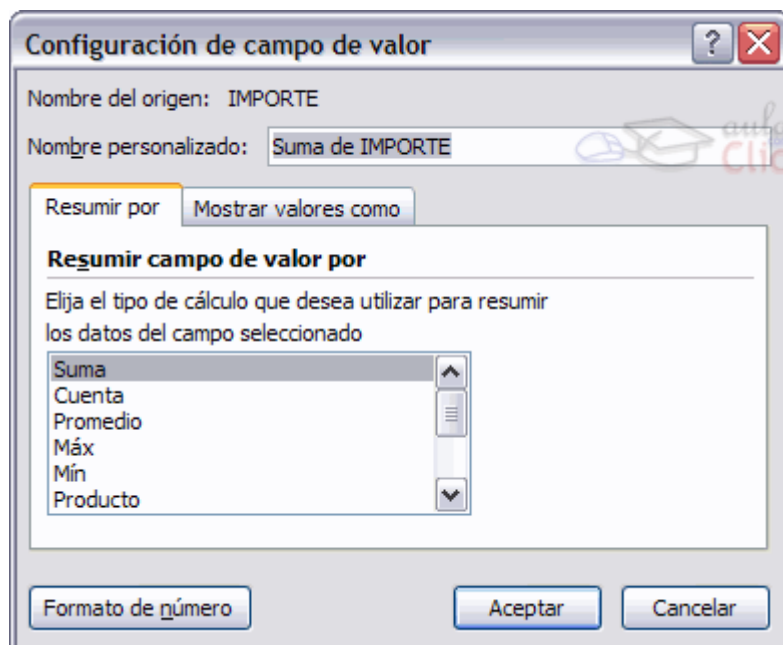 Configuración de campo de valor
Nombre del origen: IMPORTE
Nombre personalizado: Suma de IMPORTE
aula
Clic
Resumir por Mostrar valores como
Resumir campo de valor por
Elija el tipo de cálculo que desea utilizar para resumir
los datos del campo seleccionado
Suma
Cuenta
Promedio
Máx
Mín
Producto
Formato de número Aceptar Cancelar